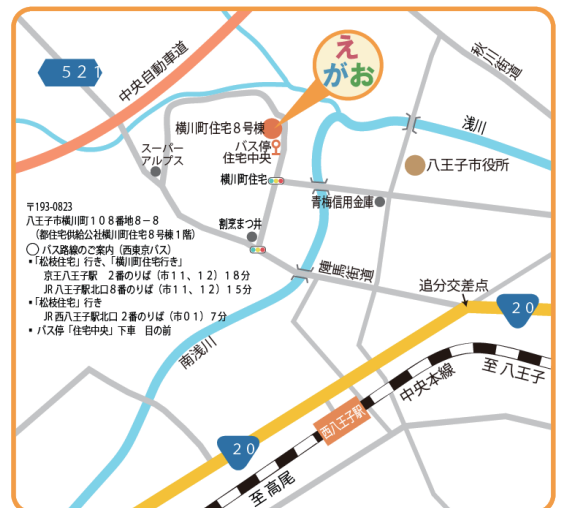 え
がお
秋川街道
521
中央自動車道
浅川
横川町住宅8号棟
バス停
住宅中央
スーパー
アルプス
八王子市役所
横川町住宅
青梅信用金庫
〒193-0823
八王子市横川町108番地8-8
(都住宅供給公社横川町住宅8号棟1階)
○バス路線のご案内(西東京バス)
▪「松枝住宅」行き、「横川町住宅行き」
京王八王子駅 2番のりば(市11、12)18分
JR八王子駅北口8番のりば(市11、12)15分
▪「松枝住宅」行き
JR西八王子駅北口2番のりば(市01)7分
▪ バス停「住宅中央」下車 目の前
割烹まつ井
陣馬街道
追分交差点
20
南浅川
至 八王子
中央本線
西八王子駅
20
至高尾